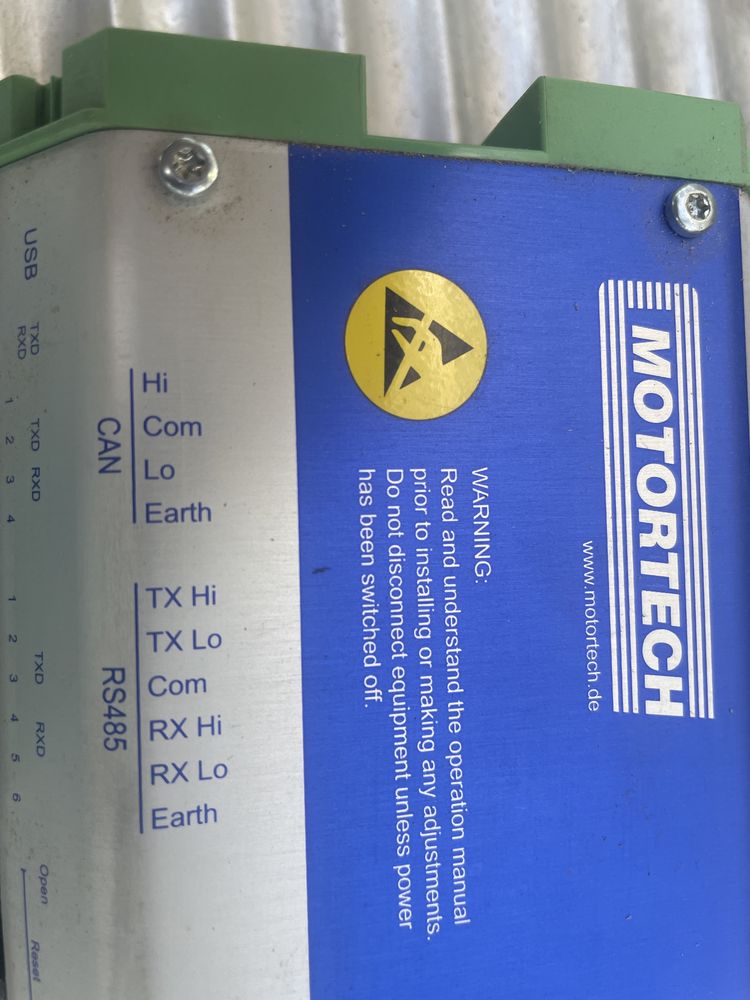 MOTORTECH
www.motortech.de
WARNING:
Read and understand the operation manual
prior to installing or making any adjustments.
Do not disconnect equipment unless power
has been switched off.
Hi
Com
Lo
Earth
CAN
TX Hi
TX Lo
Com
RX Hi
RX Lo
Earth
RS485
USB
TXD
RXD
TXD RXD
1 2 3 4
TXD RXD
1 2 3 4 5 6
Open
Reset